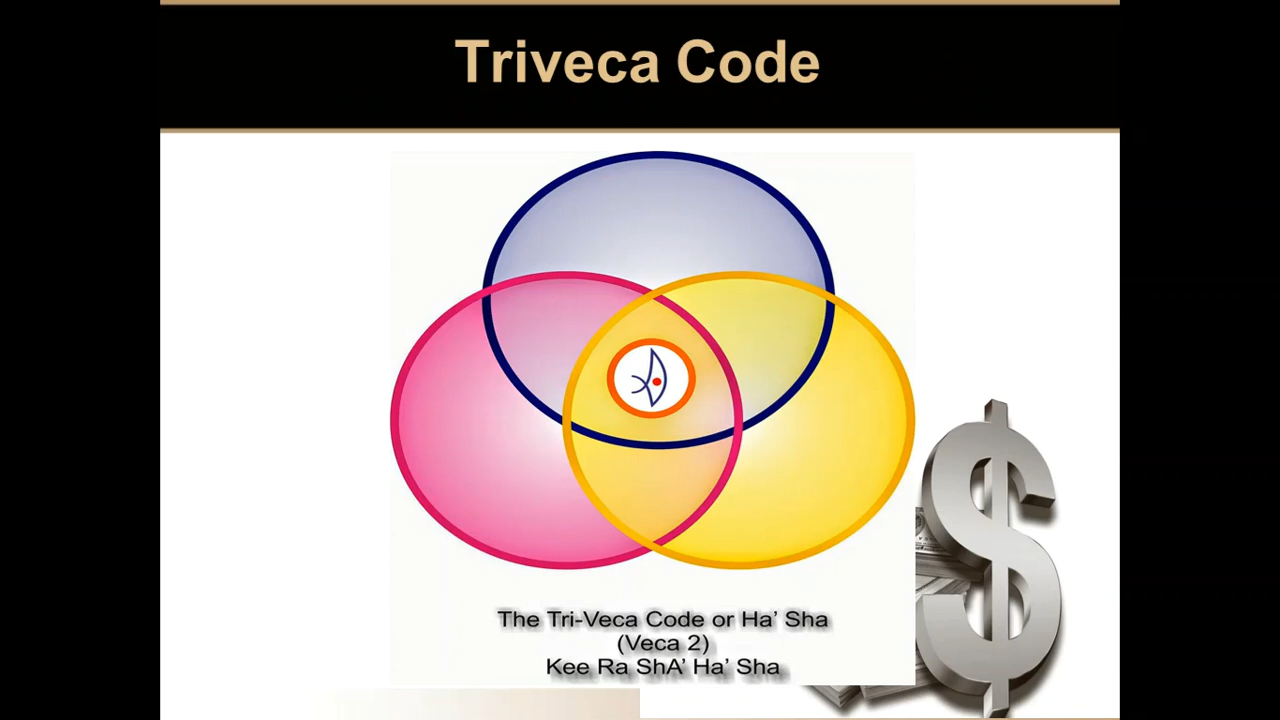 Triveca Code
The Tri-Veca Code or Ha’ Sha
(Veca 2)
Kee Ra ShA’ Ha’ Sha